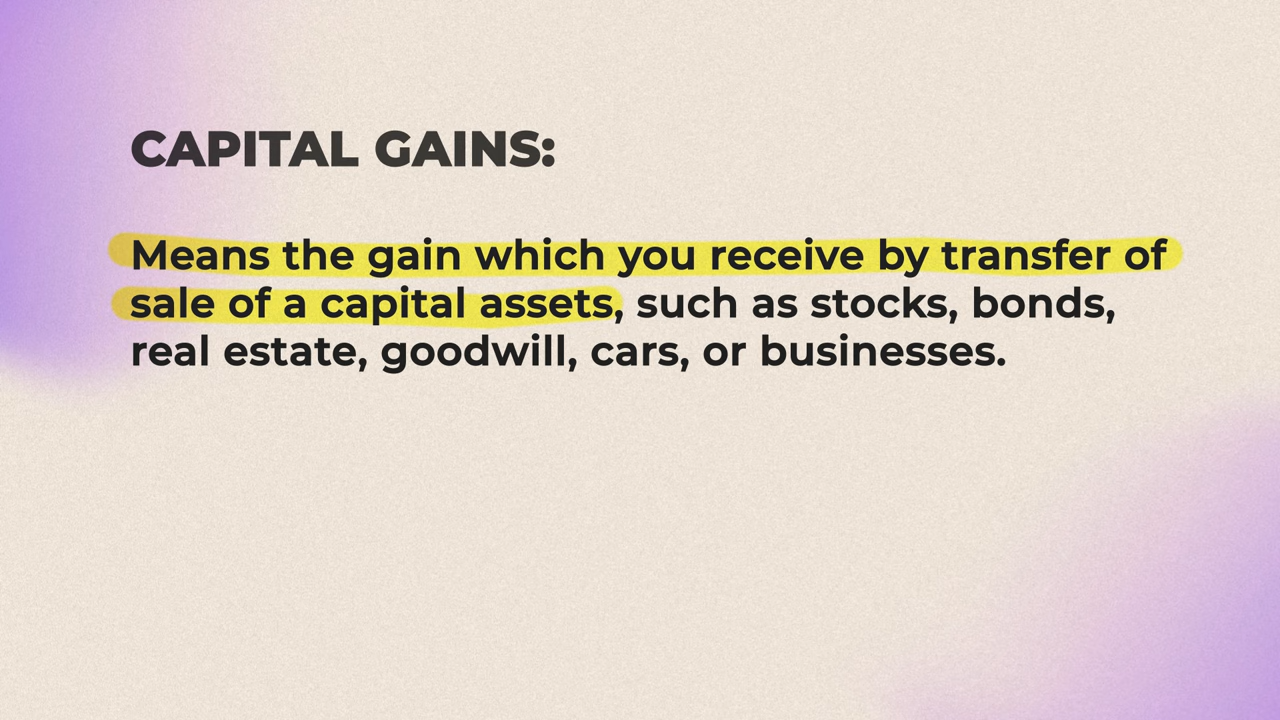 CAPITAL GAINS:
Means the gain which you receive by transfer of
sale of a capital assets, such as stocks, bonds,
real estate, goodwill, cars, or businesses.